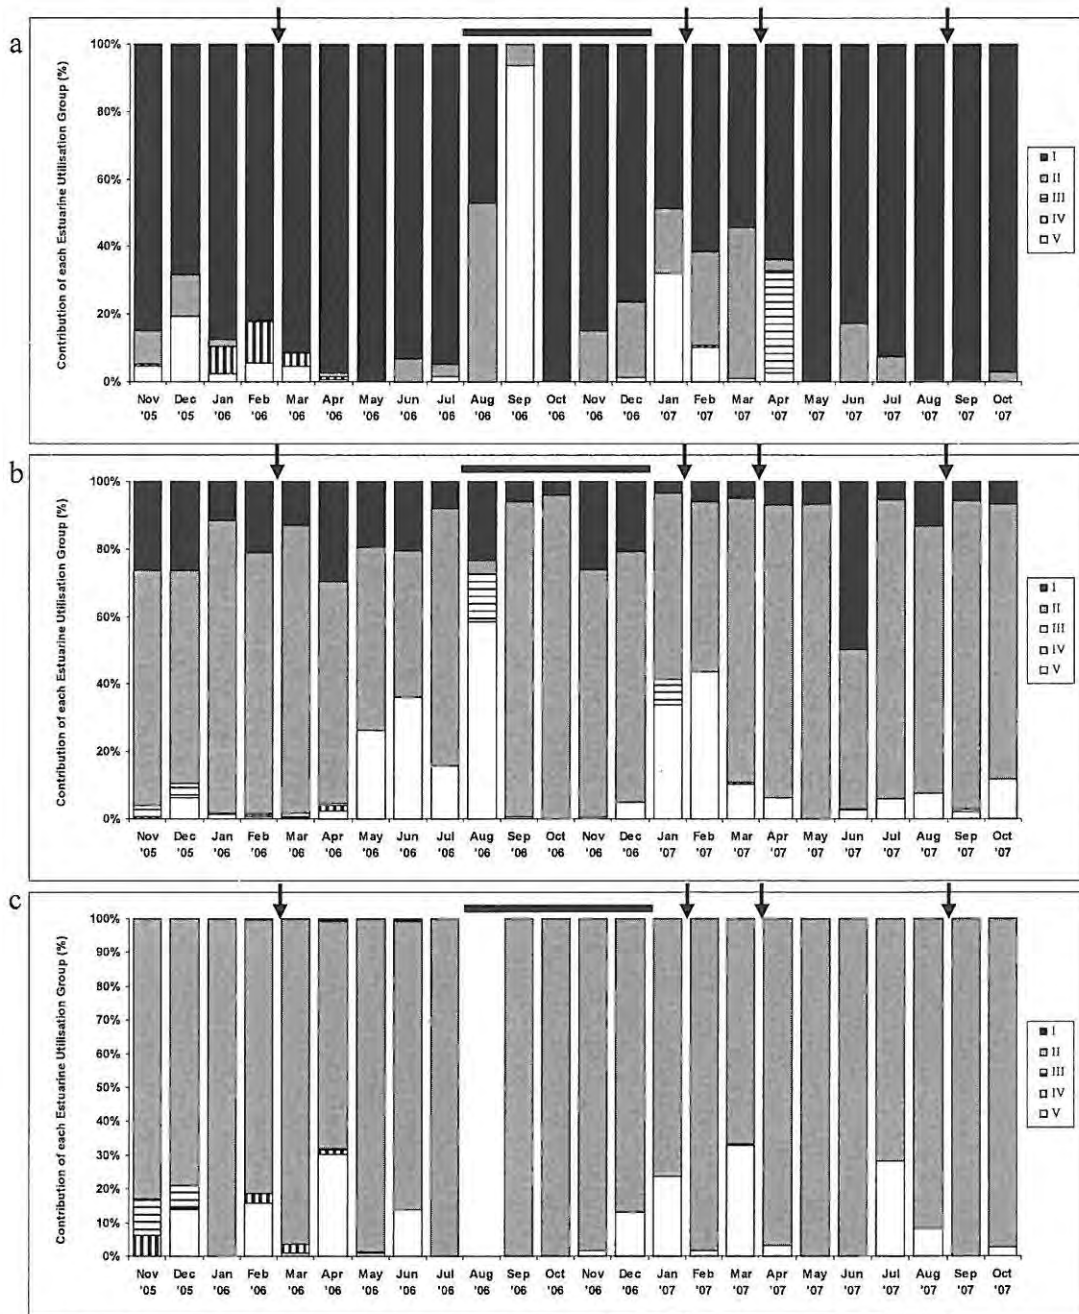 a
Contribution of each Estuarine Utilisation Group (%)
100%
80%
60%
40%
20%
0%
Nov Dec Jan Feb Mar Apr May Jun Jul Aug Sep Oct Nov Dec Jan Feb Mar Apr May Jun Jul Aug Sep Oct
'05 '05 '06 '06 '06 '06 '06 '06 '06 '06 '06 '06 '06 '06 '07 '07 '07 '07 '07 '07 '07 '07 '07 '07
I
II
III
IV
V
b
Contribution of each Estuarine Utilisation Group (%)
100%
80%
60%
40%
20%
0%
Nov Dec Jan Feb Mar Apr May Jun Jul Aug Sep Oct Nov Dec Jan Feb Mar Apr May Jun Jul Aug Sep Oct
'05 '05 '06 '06 '06 '06 '06 '06 '06 '06 '06 '06 '06 '06 '07 '07 '07 '07 '07 '07 '07 '07 '07 '07
I
II
III
IV
V
c
Contribution of each Estuarine Utilisation Group (%)
100%
90%
80%
70%
60%
50%
40%
30%
20%
10%
0%
Nov Dec Jan Feb Mar Apr May Jun Jul Aug Sep Oct Nov Dec Jan Feb Mar Apr May Jun Jul Aug Sep Oct
'05 '05 '06 '06 '06 '06 '06 '06 '06 '06 '06 '06 '06 '06 '07 '07 '07 '07 '07 '07 '07 '07 '07 '07
I
II
III
IV
V